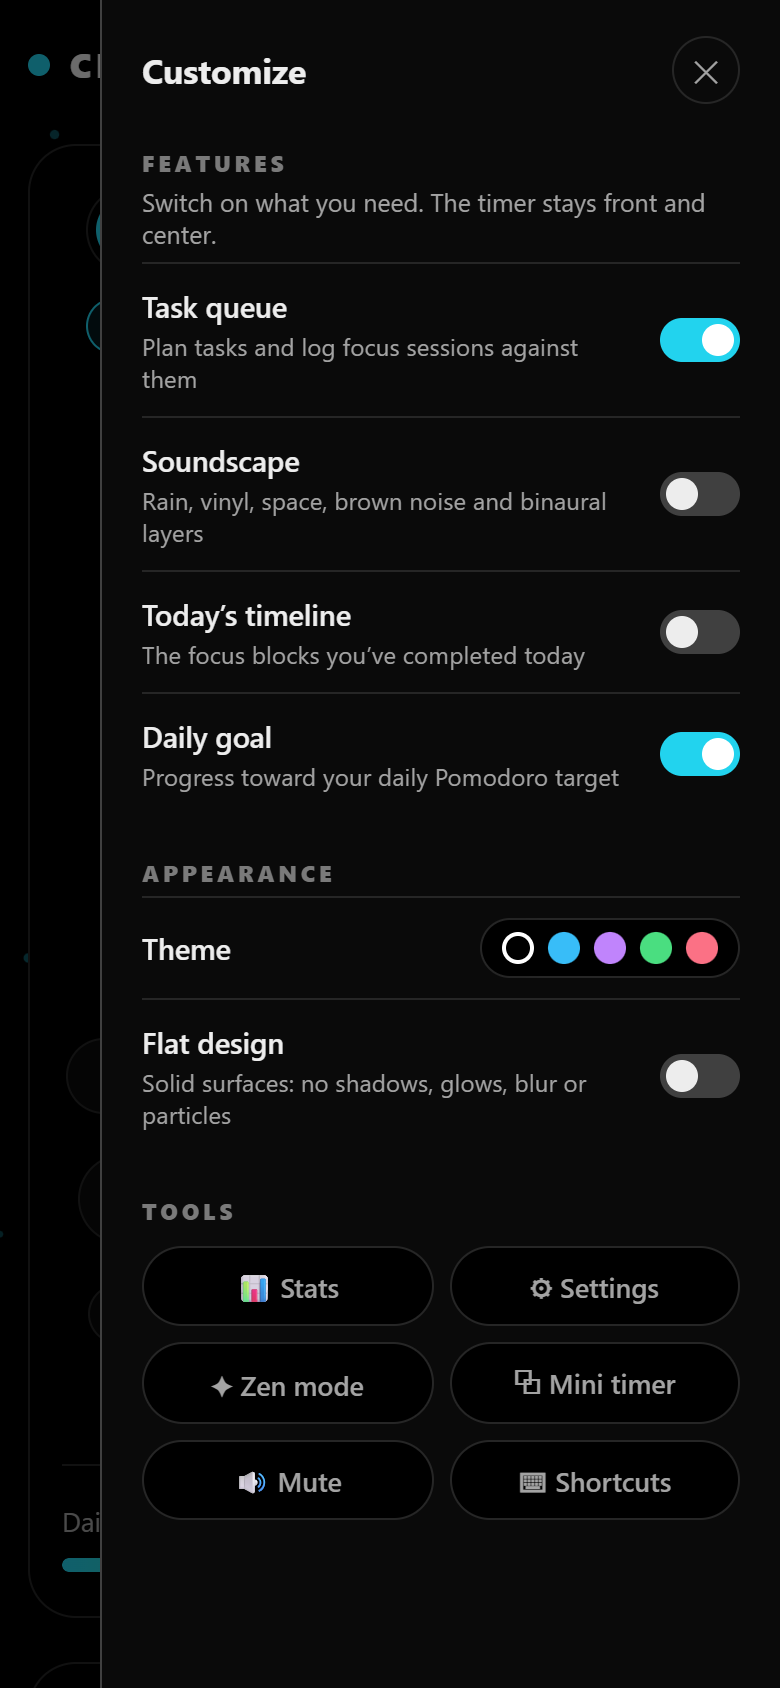 Customize
FEATURES
Switch on what you need. The timer stays front and
center.
Task queue
Plan tasks and log focus sessions against
them
Soundscape
Rain, vinyl, space, brown noise and binaural
layers
Today’s timeline
The focus blocks you’ve completed today
Daily goal
Progress toward your daily Pomodoro target
APPEARANCE
Theme
Flat design
Solid surfaces: no shadows, glows, blur or
particles
TOOLS
Stats
Settings
Zen mode
Mini timer
Mute
Shortcuts
Dai